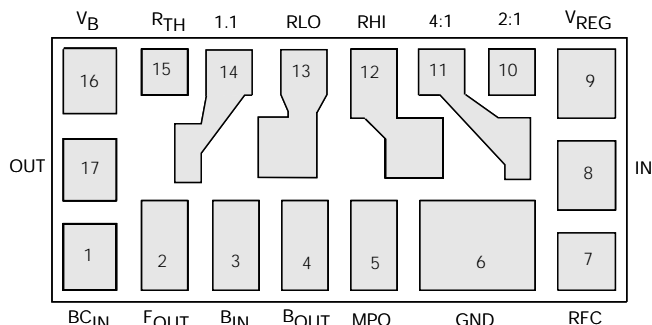 VB RTH 1.1 RLO RHI 4:1 2:1 VREG
16 15 14 13 12 11 10 9
OUT 17 8 IN
1 2 3 4 5 6 7
BCIN FOUT BIN BOUT MPO GND RFC